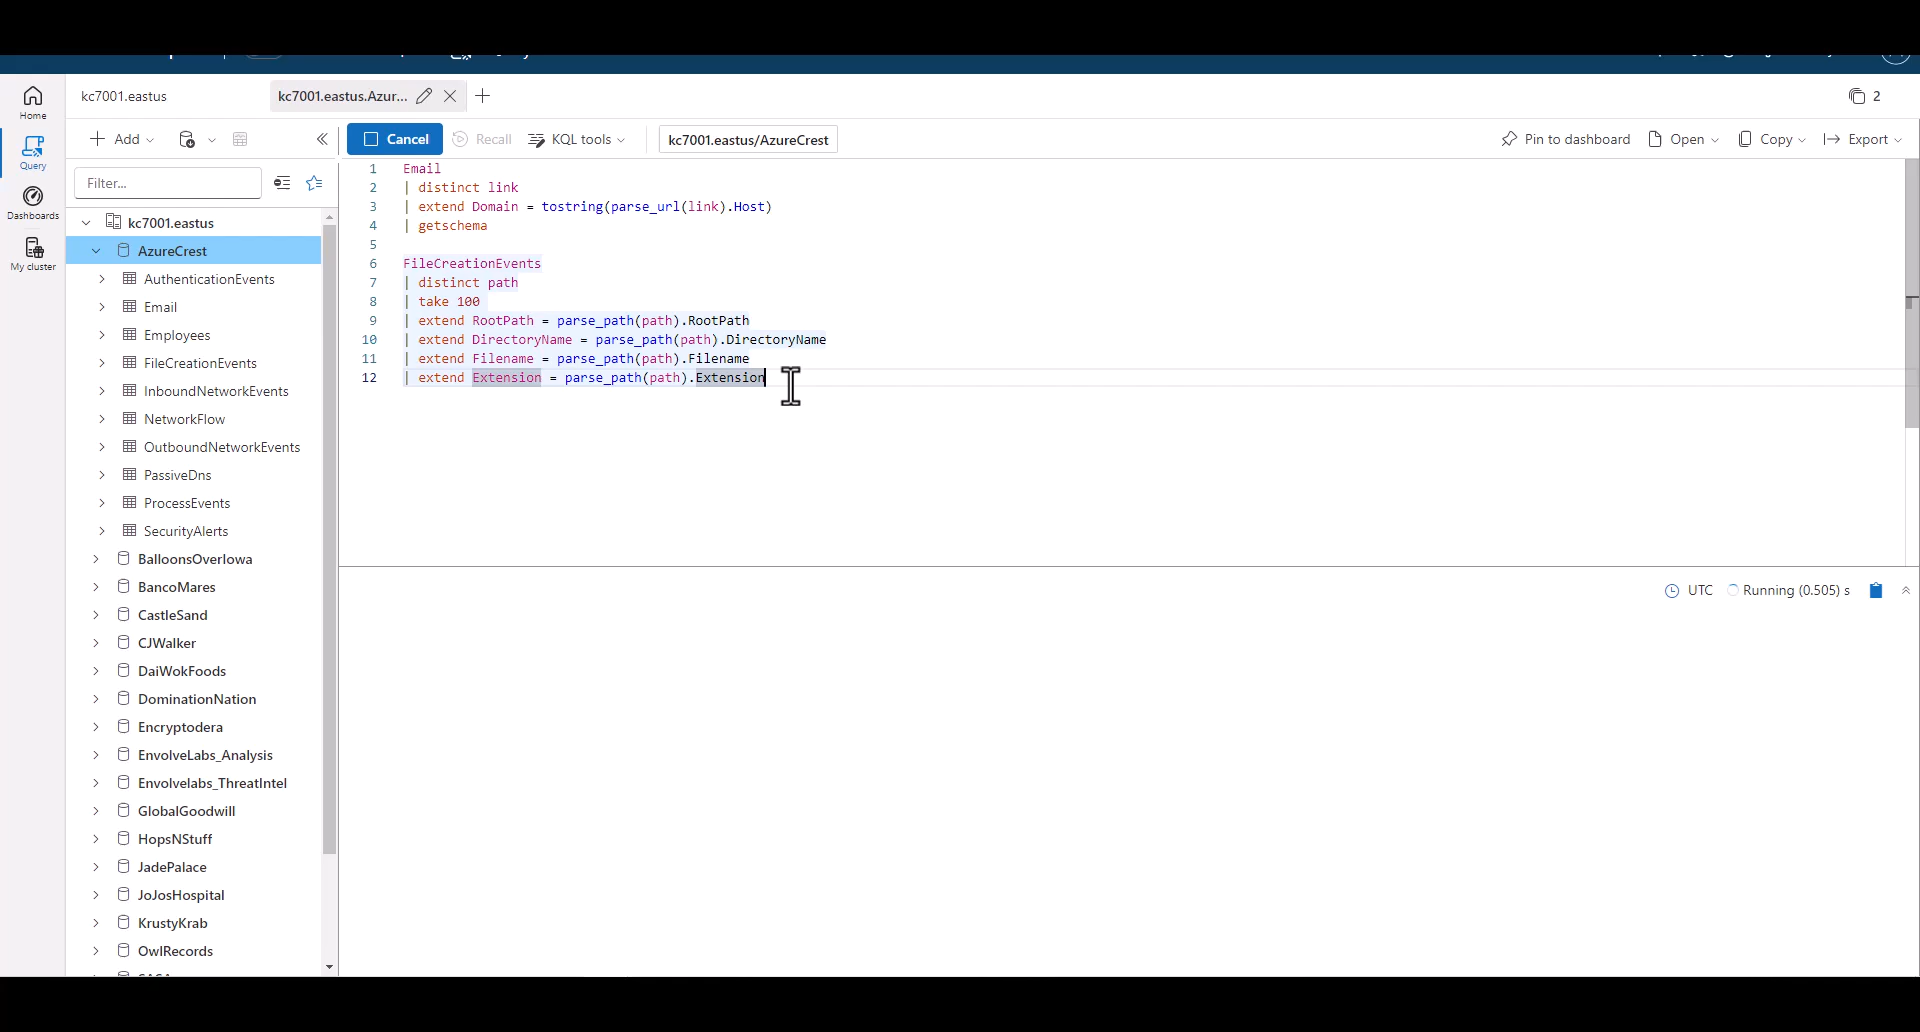 kc7001.eastus
kc7001.eastus.Azur...
2
Home
Query
Dashboards
My cluster
Add
Cancel
Recall
KQL tools
kc7001.eastus/AzureCrest
Pin to dashboard
Open
Copy
Export
Filter...
kc7001.eastus
AzureCrest
AuthenticationEvents
Email
Employees
FileCreationEvents
InboundNetworkEvents
NetworkFlow
OutboundNetworkEvents
PassiveDns
ProcessEvents
SecurityAlerts
BalloonsOverIowa
BancoMares
CastleSand
CJWalker
DaiWokFoods
DominationNation
Encryptodera
EnvolveLabs_Analysis
Envolvelabs_ThreatIntel
GlobalGoodwill
HopsNStuff
JadePalace
JoJosHospital
KrustyKrab
OwlRecords
1 Email
2 | distinct link
3 | extend Domain = tostring(parse_url(link).Host)
4 | getschema
5
6 FileCreationEvents
7 | distinct path
8 | take 100
9 | extend RootPath = parse_path(path).RootPath
10 | extend DirectoryName = parse_path(path).DirectoryName
11 | extend Filename = parse_path(path).Filename
12 | extend Extension = parse_path(path).Extension
UTC
Running (0.505) s